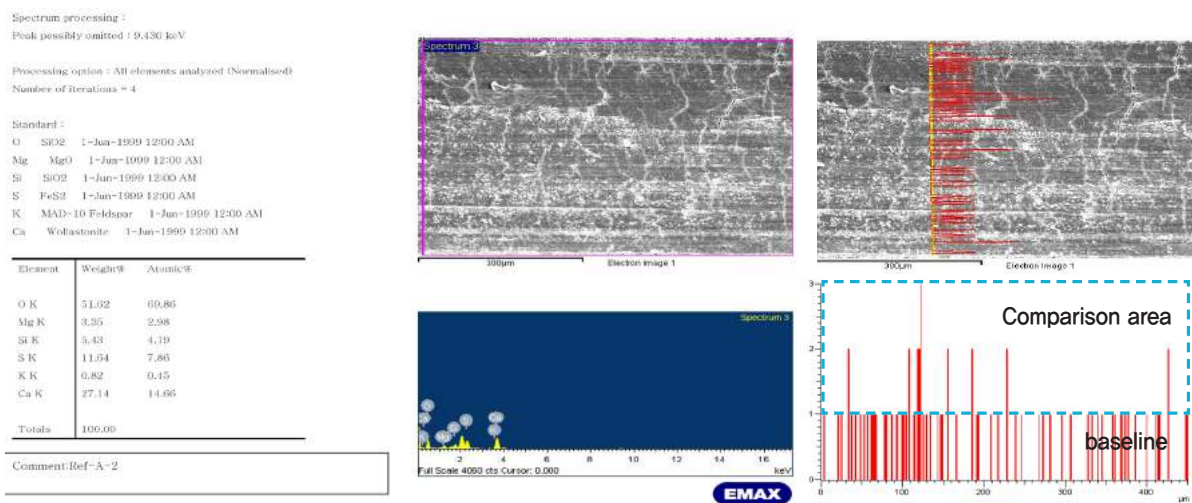 Spectrum processing :
Peak possibly omitted : 9.436 keV
Processing option : All elements analyzed (Normalised)
Number of iterations = 4
Standard :
O SiO2 1-Jun-1999 12:00 AM
Mg MgO 1-Jun-1999 12:00 AM
Si SiO2 1-Jun-1999 12:00 AM
S FeS2 1-Jun-1999 12:00 AM
K MAD-10 Feldspar 1-Jun-1999 12:00 AM
Ca Wollastonite 1-Jun-1999 12:00 AM
Element Weight% Atomic%
O K 51.62 69.86
Mg K 3.35 2.98
Si K 5.43 4.19
S K 11.64 7.86
K K 0.82 0.45
Ca K 27.14 14.66
Totals 100.00
Comment:Ref-A-2
Spectrum 3
300µm Electron Image 1
300µm Electron Image 1
Spectrum 3
2 4 6 8 10 12 14 16
Full Scale 4060 cts Cursor: 0.000 keV
EMAX
3
Comparison area
2
1
baseline
0
0 100 200 300 400
µm